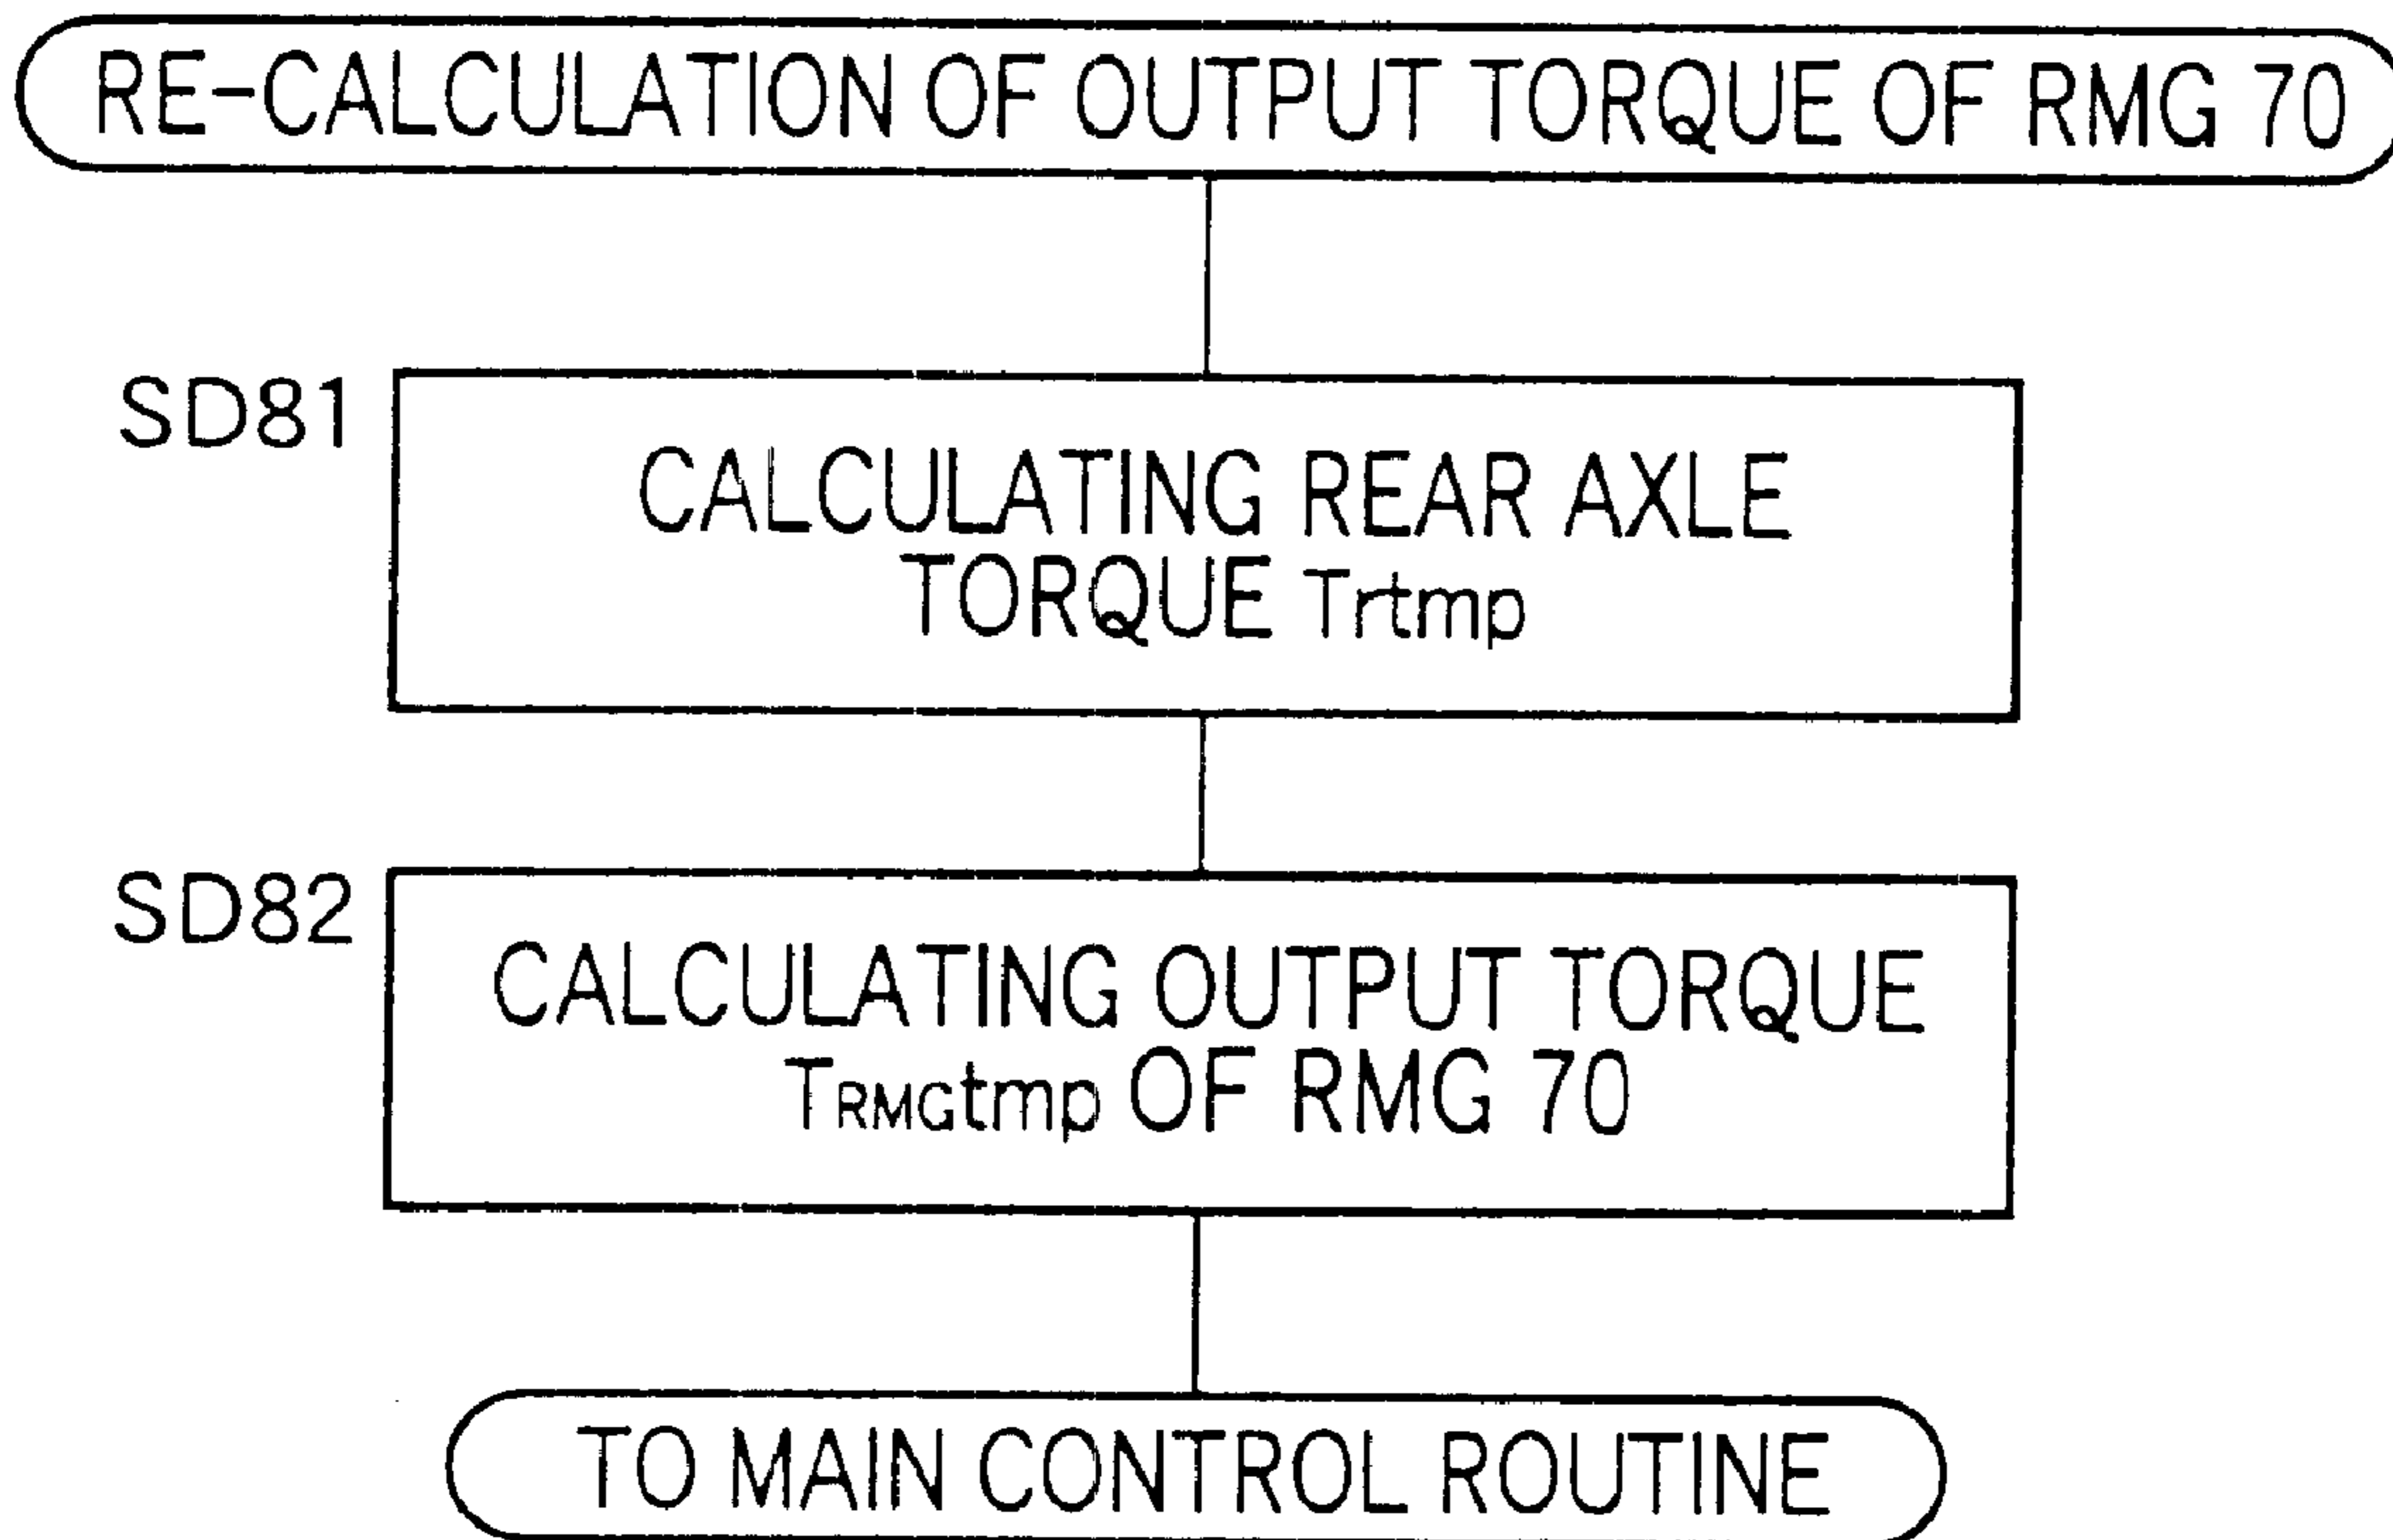 RE-CALCULATION OF OUTPUT TORQUE OF RMG 70
SD81
CALCULATING REAR AXLE
TORQUE Trtmp
SD82
CALCULATING OUTPUT TORQUE
TRMGtmp OF RMG 70
TO MAIN CONTROL ROUTINE